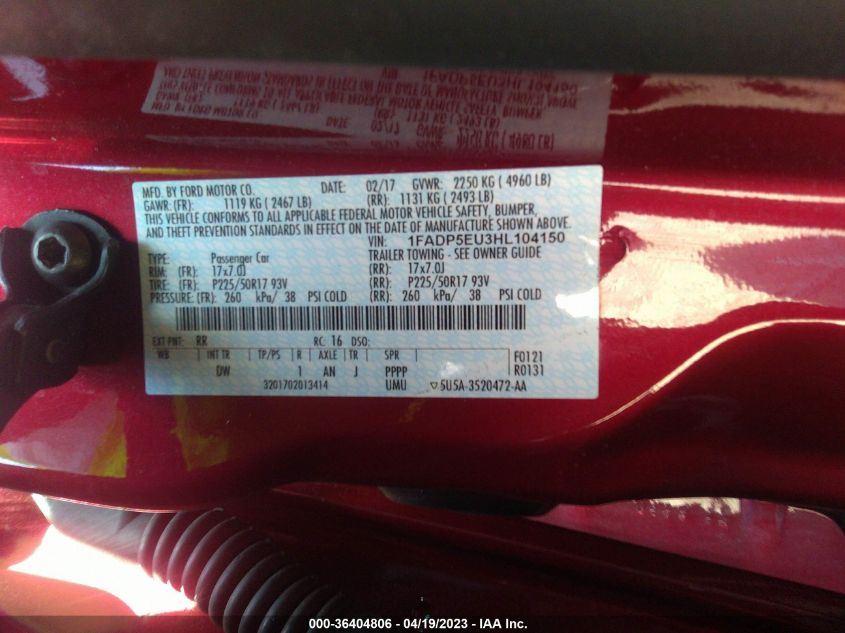 MFD. BY FORD MOTOR CO. DATE: 02/17 GVWR: 2250 KG ( 4960 LB)
GAWR: (FR): 1119 KG ( 2467 LB) (RR): 1131 KG ( 2493 LB)
THIS VEHICLE CONFORMS TO ALL APPLICABLE FEDERAL MOTOR VEHICLE SAFETY, BUMPER,
AND THEFT PREVENTION STANDARDS IN EFFECT ON THE DATE OF MANUFACTURE SHOWN ABOVE.
VIN: 1FADP5EU3HL104150
TYPE: Passenger Car TRAILER TOWING - SEE OWNER GUIDE
RIM: (FR): 17x7.0J (RR): 17x7.0J
TIRE: (FR): P225/50R17 93V (RR): P225/50R17 93V
PRESSURE: (FR): 260 kPa/ 38 PSI COLD (RR): 260 kPa/ 38 PSI COLD
EXT PNT: RR RC: 16 DSO:
WB INT TR TP/PS R AXLE TR SPR F0121
DW 1 AN J PPPP R0131
3201702013414 UMU ▽5U5A-3520472-AA
000-36404806 - 04/19/2023 - IAA Inc.